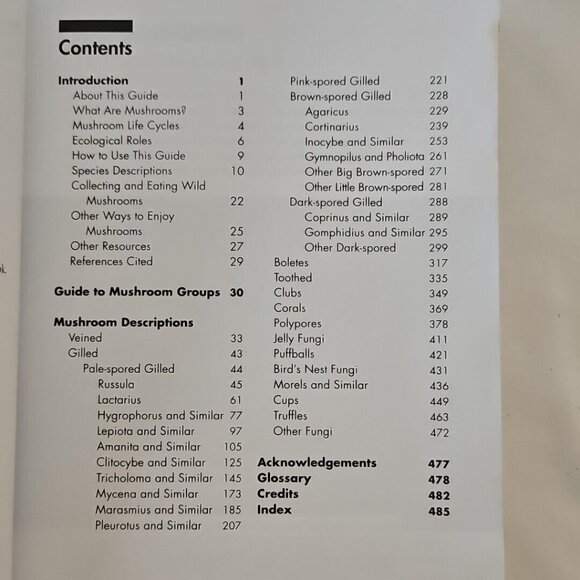 Contents
Introduction 1
About This Guide 1
What Are Mushrooms? 3
Mushroom Life Cycles 4
Ecological Roles 6
How to Use This Guide 9
Species Descriptions 10
Collecting and Eating Wild
Mushrooms 22
Other Ways to Enjoy
Mushrooms 25
Other Resources 27
References Cited 29
Guide to Mushroom Groups 30
Mushroom Descriptions
Veined 33
Gilled 43
Pale-spored Gilled 44
Russula 45
Lactarius 61
Hygrophorus and Similar 77
Lepiota and Similar 97
Amanita and Similar 105
Clitocybe and Similar 125
Tricholoma and Similar 145
Mycena and Similar 173
Marasmius and Similar 185
Pleurotus and Similar 207
Pink-spored Gilled 221
Brown-spored Gilled 228
Agaricus 229
Cortinarius 239
Inocybe and Similar 253
Gymnopilus and Pholiota 261
Other Big Brown-spored 271
Other Little Brown-spored 281
Dark-spored Gilled 288
Coprinus and Similar 289
Gomphidius and Similar 295
Other Dark-spored 299
Boletes 317
Toothed 335
Clubs 349
Corals 369
Polypores 378
Jelly Fungi 411
Puffballs 421
Bird's Nest Fungi 431
Morels and Similar 436
Cups 449
Truffles 463
Other Fungi 472
Acknowledgements 477
Glossary 478
Credits 482
Index 485